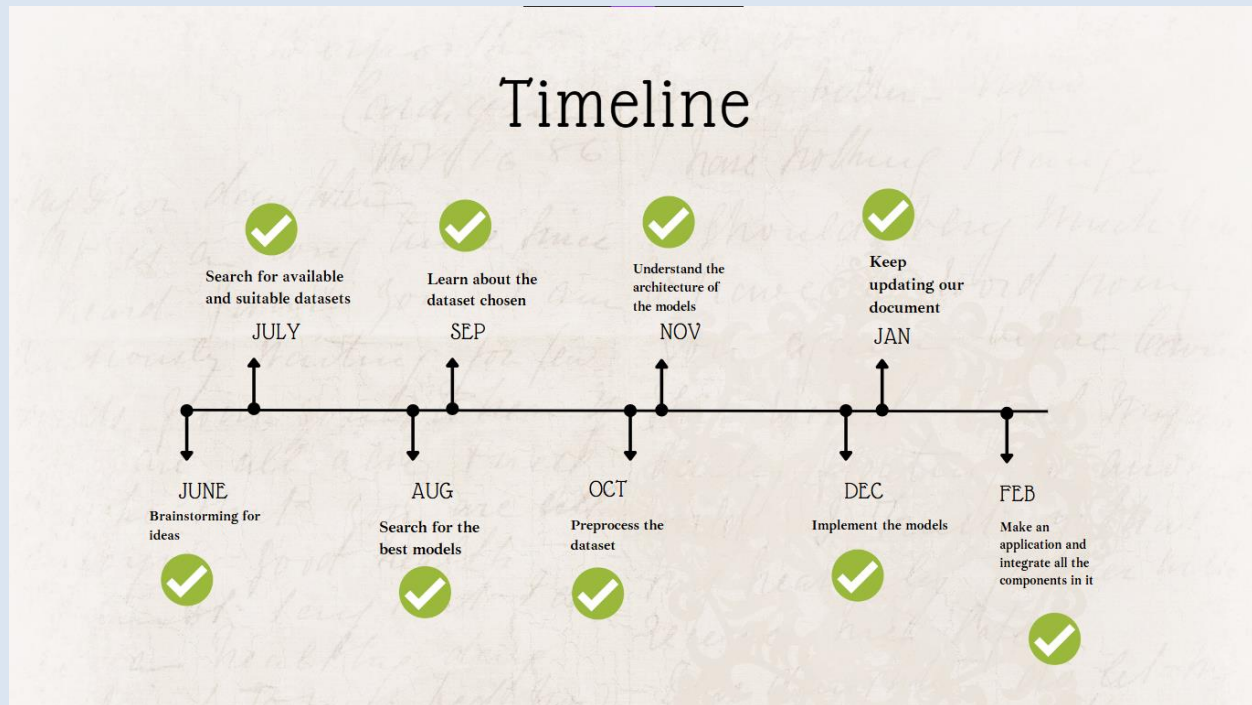 Timeline
Search for available
and suitable datasets
JULY
Learn about the
dataset chosen
SEP
Understand the
architecture of
the models
NOV
Keep
updating our
document
JAN
JUNE
Brainstorming for
ideas
AUG
Search for the
best models
OCT
Preprocess the
dataset
DEC
Implement the models
FEB
Make an
application and
integrate all the
components in it